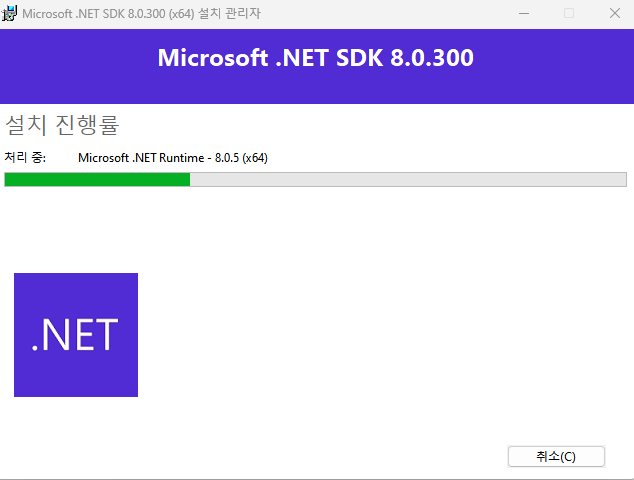 Microsoft .NET SDK 8.0.300 (x64) 설치 관리자
Microsoft .NET SDK 8.0.300
설치 진행률
처리 중: Microsoft .NET Runtime - 8.0.5 (x64)
.NET
취소(C)